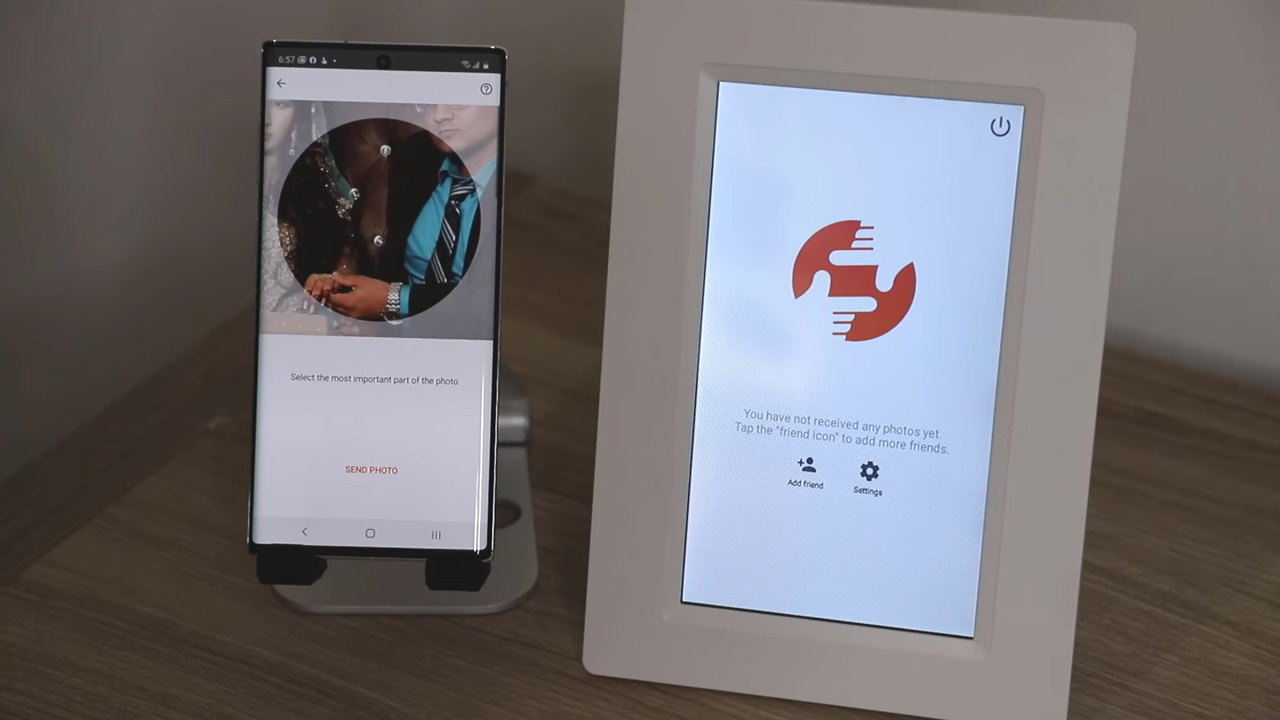 6:57
Select the most important part of the photo
SEND PHOTO
You have not received any photos yet.
Tap the "friend icon" to add more friends.
Add friend
Settings